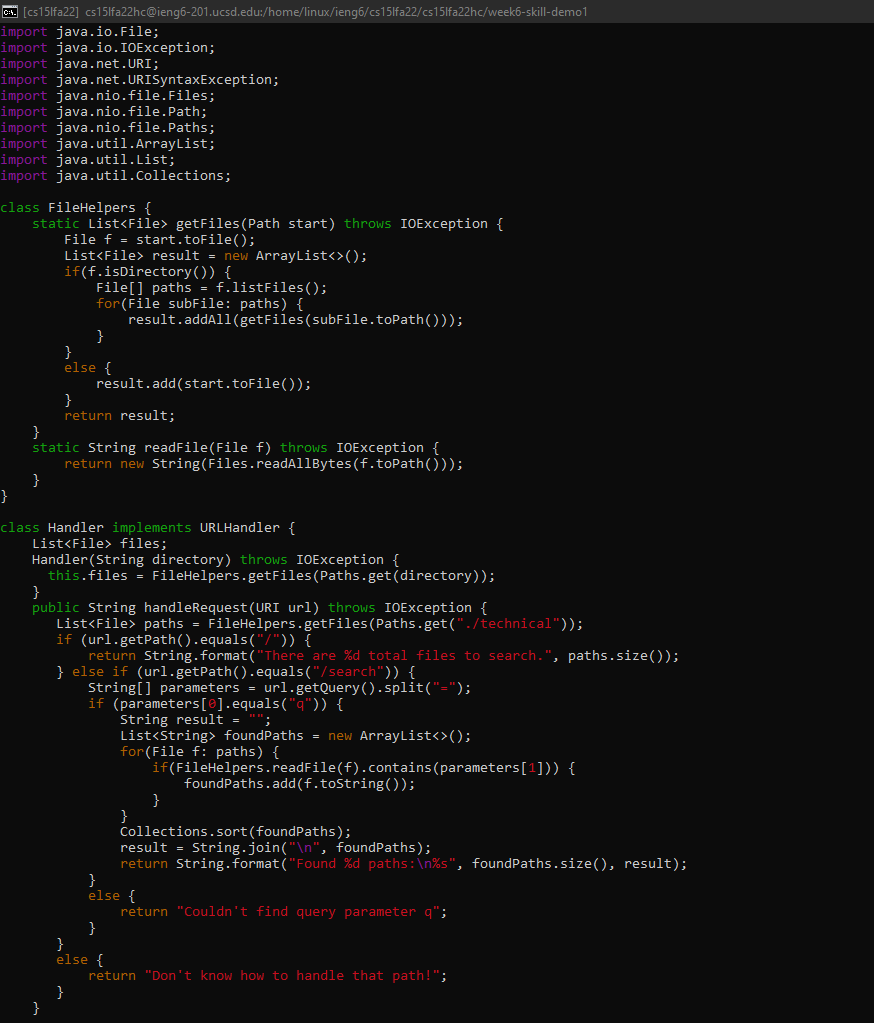 [cs15lfa22] cs15lfa22hc@ieng6-201.ucsd.edu:/home/linux/ieng6/cs15lfa22/cs15lfa22hc/week6-skill-demo1
import java.io.File;
import java.io.IOException;
import java.net.URI;
import java.net.URISyntaxException;
import java.nio.file.Files;
import java.nio.file.Path;
import java.nio.file.Paths;
import java.util.ArrayList;
import java.util.List;
import java.util.Collections;

class FileHelpers {
    static List<File> getFiles(Path start) throws IOException {
        File f = start.toFile();
        List<File> result = new ArrayList<>();
        if(f.isDirectory()) {
            File[] paths = f.listFiles();
            for(File subFile: paths) {
                result.addAll(getFiles(subFile.toPath()));
            }
        }
        else {
            result.add(start.toFile());
        }
        return result;
    }
    static String readFile(File f) throws IOException {
        return new String(Files.readAllBytes(f.toPath()));
    }
}

class Handler implements URLHandler {
    List<File> files;
    Handler(String directory) throws IOException {
      this.files = FileHelpers.getFiles(Paths.get(directory));
    }
    public String handleRequest(URI url) throws IOException {
       List<File> paths = FileHelpers.getFiles(Paths.get("./technical"));
       if (url.getPath().equals("/")) {
           return String.format("There are %d total files to search.", paths.size());
       } else if (url.getPath().equals("/search")) {
           String[] parameters = url.getQuery().split("=");
           if (parameters[0].equals("q")) {
               String result = "";
               List<String> foundPaths = new ArrayList<>();
               for(File f: paths) {
                   if(FileHelpers.readFile(f).contains(parameters[1])) {
                       foundPaths.add(f.toString());
                   }
               }
               Collections.sort(foundPaths);
               result = String.join("\n", foundPaths);
               return String.format("Found %d paths:\n%s", foundPaths.size(), result);
           }
           else {
               return "Couldn't find query parameter q";
           }
       }
       else {
           return "Don't know how to handle that path!";
       }
    }